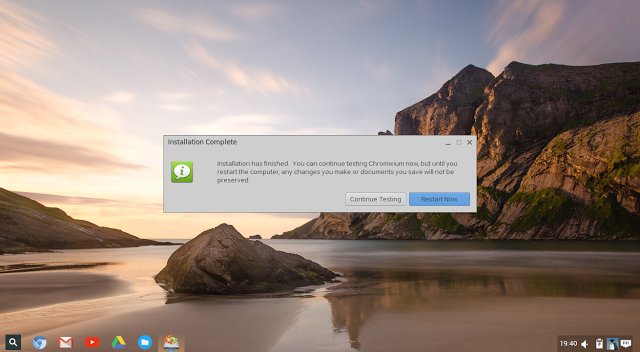 Installation Complete
Installation has finished. You can continue testing Chromixium now, but until you
restart the computer, any changes you make or documents you save will not be
preserved.
Continue Testing
Restart Now
19:40